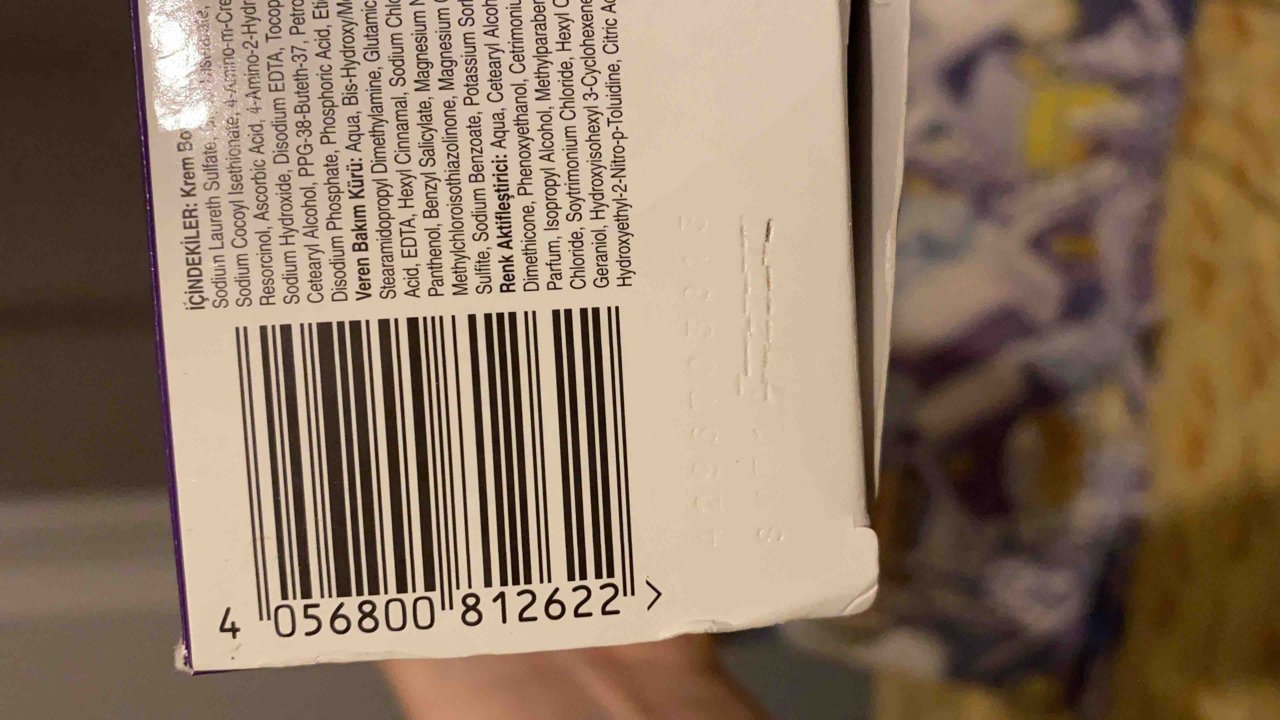 İÇİNDEKİLER: Krem
Sodiun Laureth Sulfate,
Sodium Cocoyl Isethionate, 4-Amino-m-Cre
Resorcinol, Ascorbic Acid, 4-Amino-2-Hydr
Sodium Hydroxide, Disodium EDTA, Tocop
Cetearyl Alcohol, PPG-38-Buteth-37, Petro
Disodium Phosphate, Phosphoric Acid, Eti
Veren Bakım Kürü: Aqua, Bis-Hydroxy/Me
Stearamidopropyl Dimethylamine, Glutamic
Acid, EDTA, Hexyl Cinnamal, Sodium Chlo
Panthenol, Benzyl Salicylate, Magnesium N
Methylchloroisothiazolinone, Magnesium
Sulfite, Sodium Benzoate, Potassium Sor
Renk Aktifleştirici: Aqua, Cetearyl Alcoh
Dimethicone, Phenoxyethanol, Cetrimoniu
Parfum, Isopropyl Alcohol, Methylparaben
Chloride, Soytrimonium Chloride, Hexyl C
Geraniol, Hydroxyisohexyl 3-Cyclohexene
Hydroxyethyl-2-Nitro-p-Toluidine, Citric Ac
4 056800 812622 >